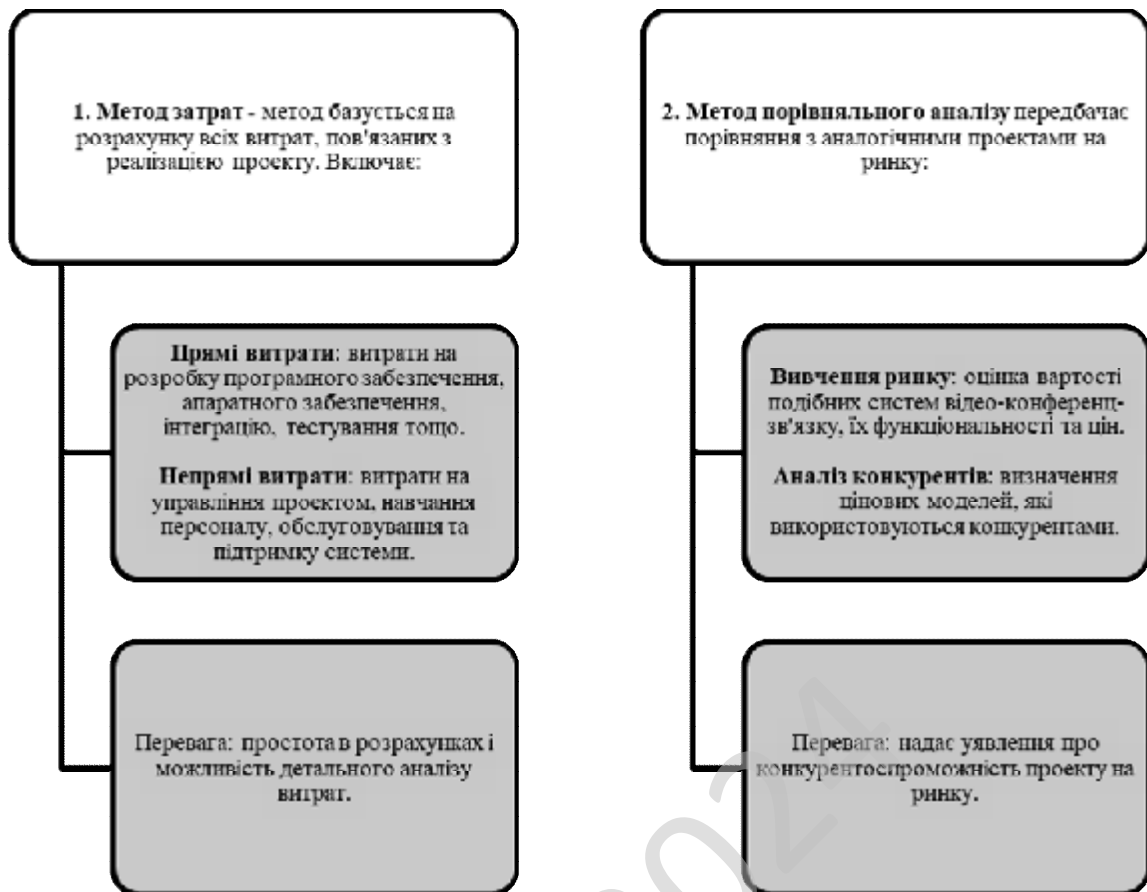 1. Метод затрат - метод базується на
розрахунку всіх витрат, пов'язаних з
реалізацією проекту. Включає:
Прямі витрати: витрати на
розробку програмного забезпечення,
апаратного забезпечення,
інтеграцію, тестування тощо.
Непрямі витрати: витрати на
управління проектом, навчання
персоналу, обслуговування та
підтримку системи.
Перевага: простота в розрахунках і
можливість детального аналізу
витрат.
2. Метод порівняльного аналізу передбачає
порівняння з аналогічними проектами на
ринку:
Вивчення ринку: оцінка вартості
подібних систем відео-конференц-
зв'язку, їх функціональності та цін.
Аналіз конкурентів: визначення
цінових моделей, які
використовуються конкурентами.
Перевага: надає уявлення про
конкурентоспроможність проекту на
ринку.
2024